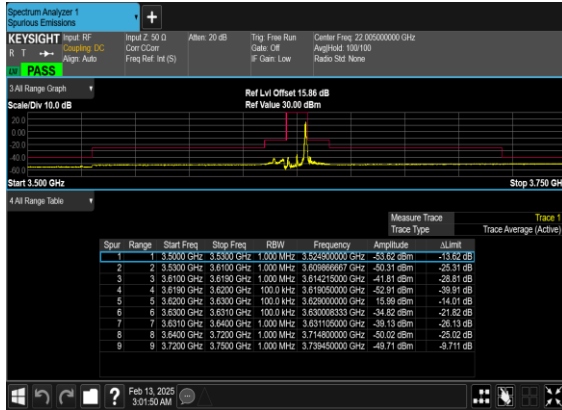 Spectrum Analyzer 1
Spurious Emissions
KEYSIGHT Input: RF Input Z: 50 Ω Atten: 20 dB Trig: Free Run Center Freq: 22.005000000 GHz
R T Coupling: DC Corr CCorr Gate: Off Avg|Hold: 100/100
Align: Auto Freq Ref: Int (S) IF Gain: Low Radio Std: None
PASS
3 All Range Graph
Ref Lvl Offset 15.86 dB
Scale/Div 10.0 dB Ref Value 30.00 dBm
20.0
0.00
-20.0
-40.0
-60.0
Start 3.500 GHz Stop 3.750 GH
4 All Range Table
Measure Trace Trace 1
Trace Type Trace Average (Active)
Spur Range Start Freq Stop Freq RBW Frequency Amplitude ΔLimit
1 1 3.5000 GHz 3.5300 GHz 1.000 MHz 3.524900000 GHz -53.62 dBm -13.62 dB
2 2 3.5300 GHz 3.6100 GHz 1.000 MHz 3.609866667 GHz -50.31 dBm -25.31 dB
3 3 3.6100 GHz 3.6190 GHz 1.000 MHz 3.614215000 GHz -41.81 dBm -28.81 dB
4 4 3.6190 GHz 3.6200 GHz 100.0 kHz 3.619050000 GHz -52.91 dBm -39.91 dB
5 5 3.6200 GHz 3.6300 GHz 100.0 kHz 3.629000000 GHz 15.99 dBm -14.01 dB
6 6 3.6300 GHz 3.6310 GHz 100.0 kHz 3.630008333 GHz -34.82 dBm -21.82 dB
7 7 3.6310 GHz 3.6400 GHz 1.000 MHz 3.631105000 GHz -39.13 dBm -26.13 dB
8 8 3.6400 GHz 3.7200 GHz 1.000 MHz 3.714800000 GHz -50.02 dBm -25.02 dB
9 9 3.7200 GHz 3.7500 GHz 1.000 MHz 3.739450000 GHz -49.71 dBm -9.711 dB
? Feb 13, 2025
3:01:50 AM